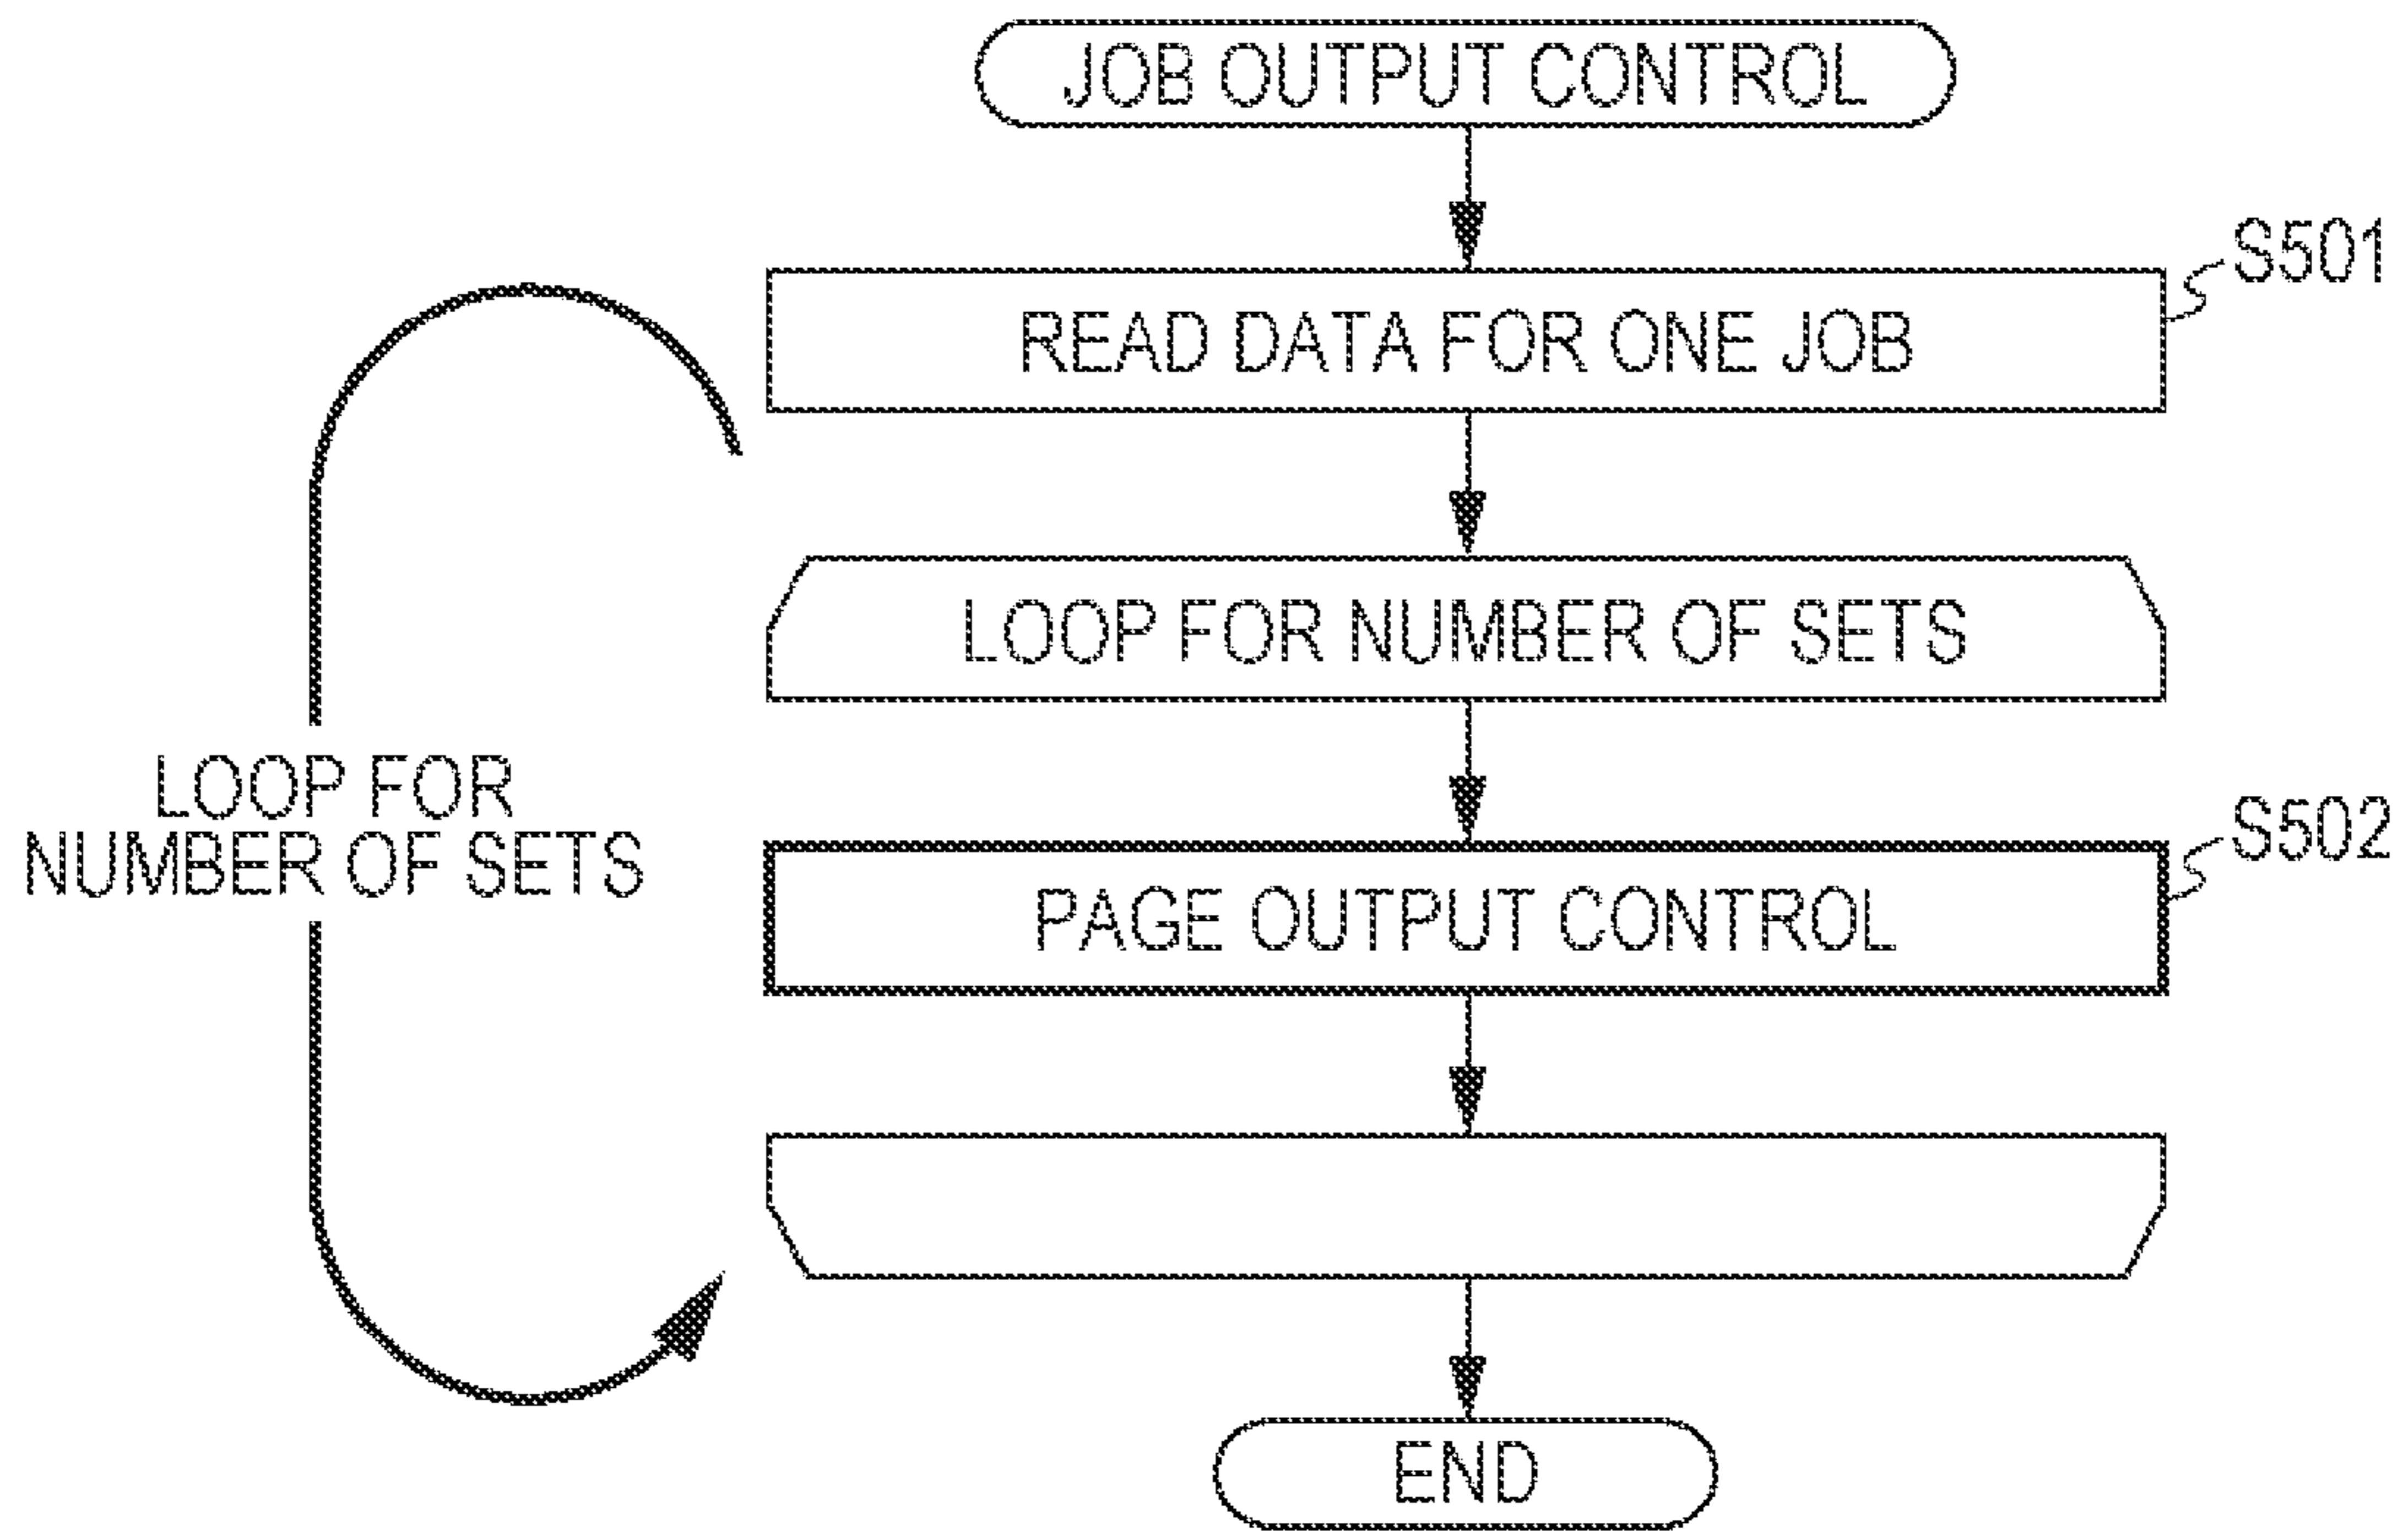 JOB OUTPUT CONTROL
S501
READ DATA FOR ONE JOB
LOOP FOR NUMBER OF SETS
LOOP FOR
NUMBER OF SETS
S502
PAGE OUTPUT CONTROL
END